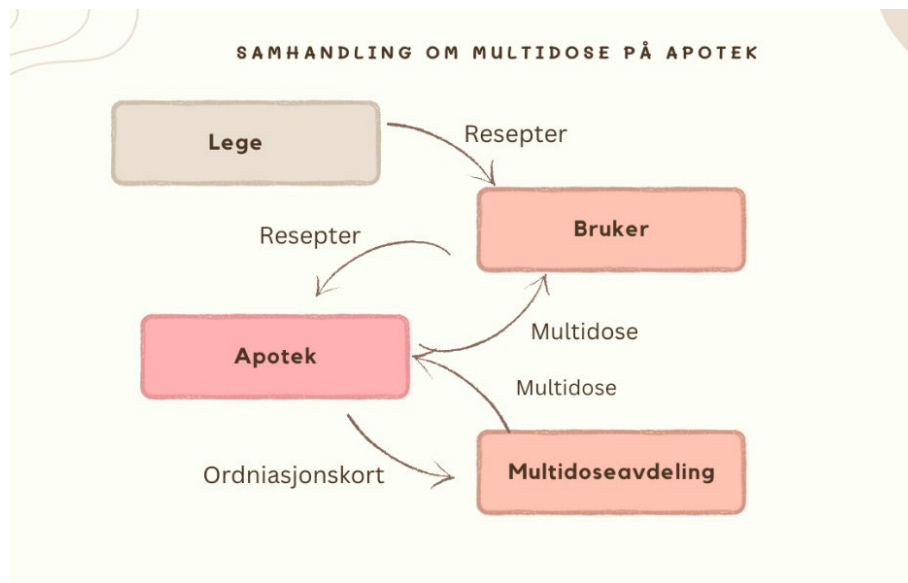 SAMHANDLING OM MULTIDOSE PÅ APOTEK
Lege
Resepter
Bruker
Resepter
Multidose
Apotek
Multidose
Ordniasjonskort
Multidoseavdeling